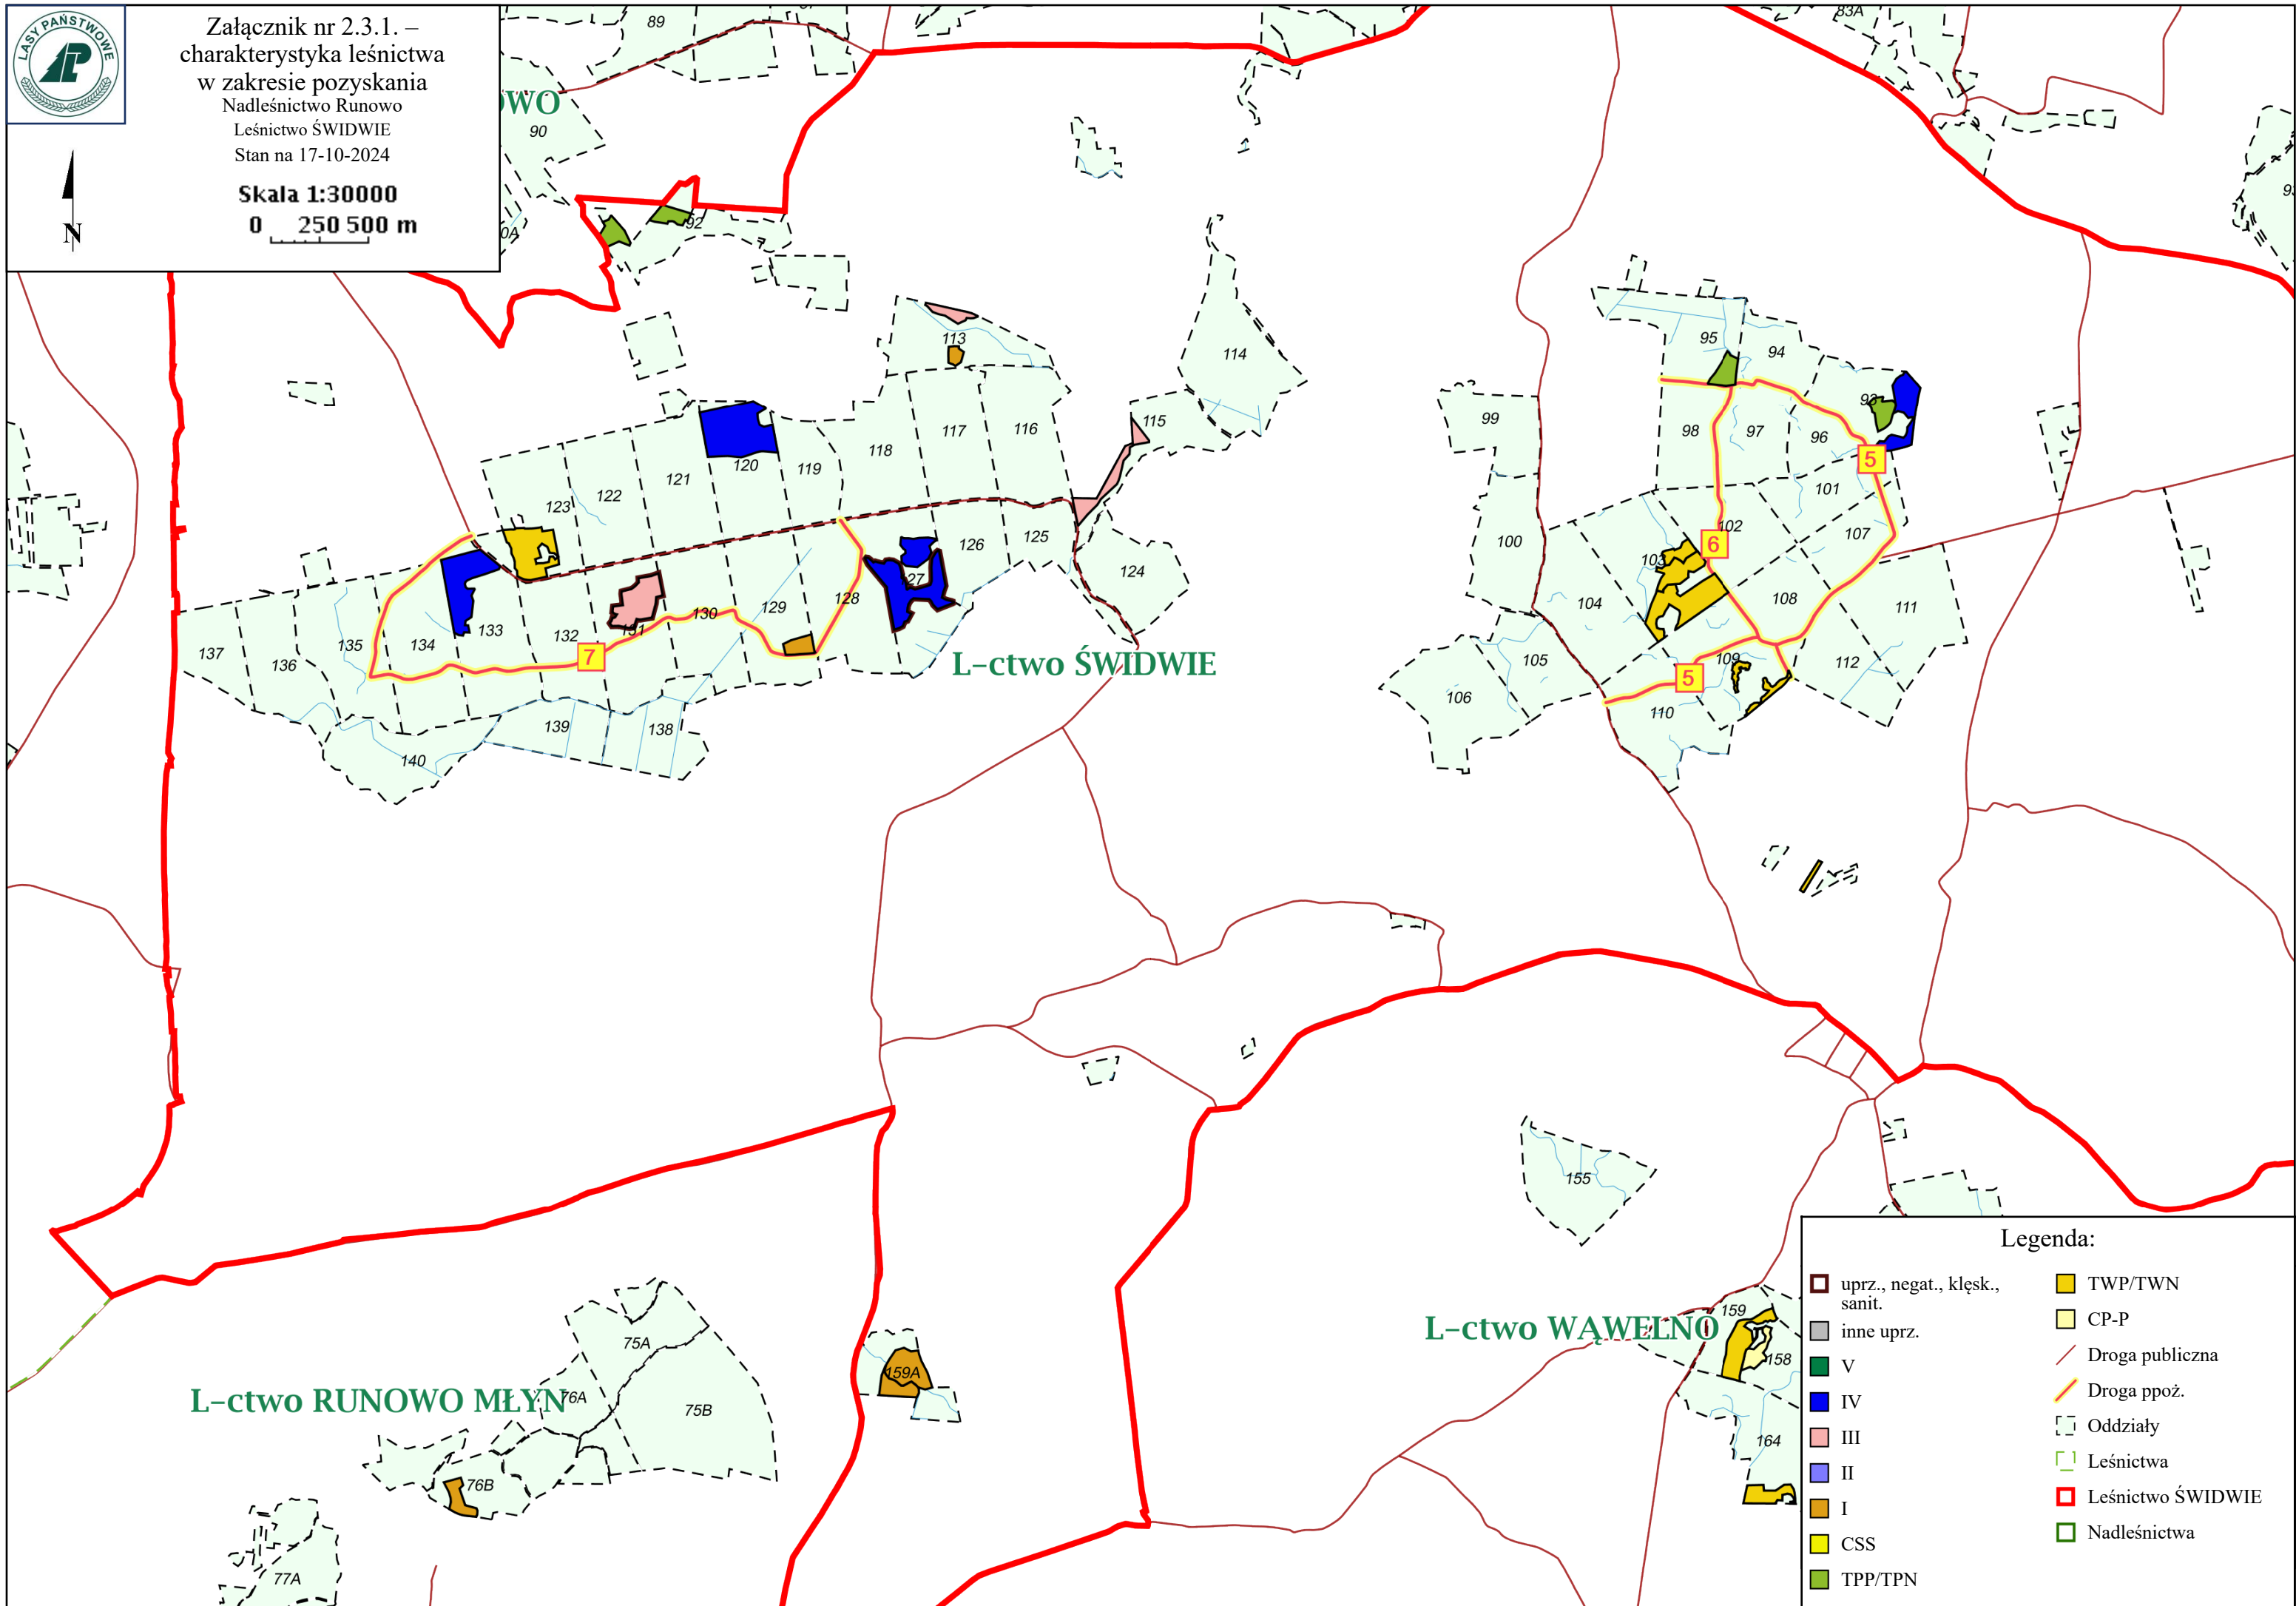 LASY PAŃSTWOWE
Załącznik nr 2.3.1. –
charakterystyka leśnictwa
w zakresie pozyskania
Nadleśnictwo Runowo
Leśnictwo ŚWIDWIE
Stan na 17-10-2024
Skala 1:30000
0 250 500 m
N
89
83A
OWO
90
0A
92
113
114
115
95
94
93
99
98
97
96
5
118
117
116
119
120
121
122
123
101
102
107
6
103
100
126
125
124
127
128
129
130
131
132
133
134
135
136
137
7
104
108
111
105
109
112
5
106
110
L-ctwo ŚWIDWIE
139
138
140
155
L-ctwo WĄWELNO
159
158
164
159A
L-ctwo RUNOWO MŁYN
75A
76A
75B
76B
77A
Legenda:
uprz., negat., klęsk.,
sanit.
inne uprz.
V
IV
III
II
I
CSS
TPP/TPN
TWP/TWN
CP-P
Droga publiczna
Droga ppoż.
Oddziały
Leśnictwa
Leśnictwo ŚWIDWIE
Nadleśnictwa